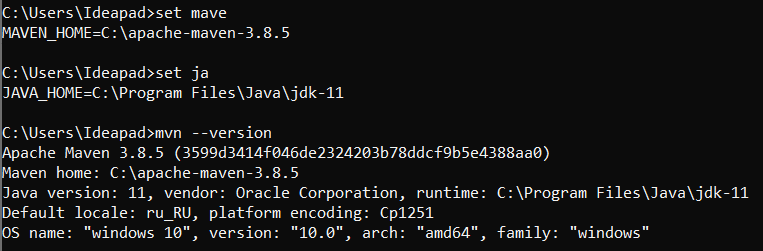 C:\Users\Ideapad>set mave
MAVEN_HOME=C:\apache-maven-3.8.5
C:\Users\Ideapad>set ja
JAVA_HOME=C:\Program Files\Java\jdk-11
C:\Users\Ideapad>mvn --version
Apache Maven 3.8.5 (3599d3414f046de2324203b78ddcf9b5e4388aa0)
Maven home: C:\apache-maven-3.8.5
Java version: 11, vendor: Oracle Corporation, runtime: C:\Program Files\Java\jdk-11
Default locale: ru_RU, platform encoding: Cp1251
OS name: "windows 10", version: "10.0", arch: "amd64", family: "windows"